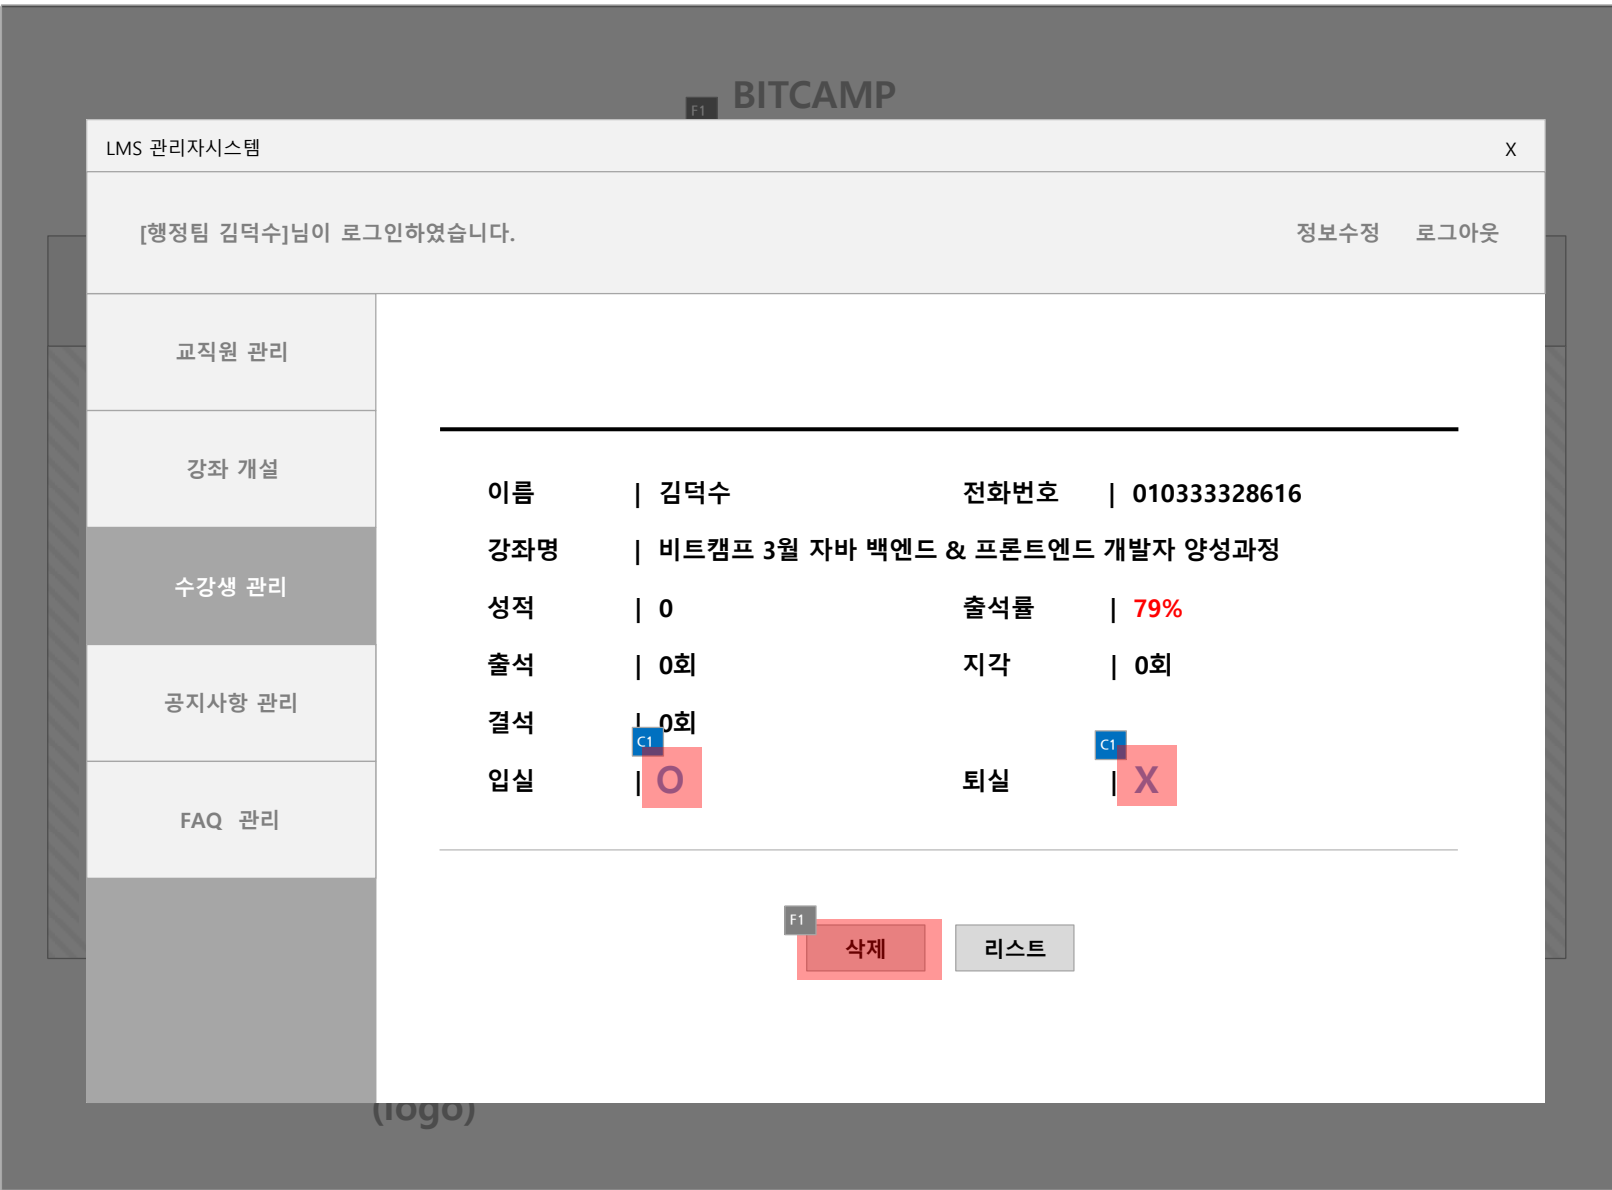 BITCAMP
F1
LMS 관리자시스템 X
[행정팀 김덕수]님이 로그인하였습니다. 정보수정 로그아웃
교직원 관리
강좌 개설
수강생 관리
공지사항 관리
FAQ 관리
이름 | 김덕수 전화번호 | 010333328616
강좌명 | 비트캠프 3월 자바 백엔드 & 프론트엔드 개발자 양성과정
성적 | 0 출석률 | 79%
출석 | 0회 지각 | 0회
결석 | 0회
C1 C1
입실 | O 퇴실 | X
F1
삭제 리스트
(logo)